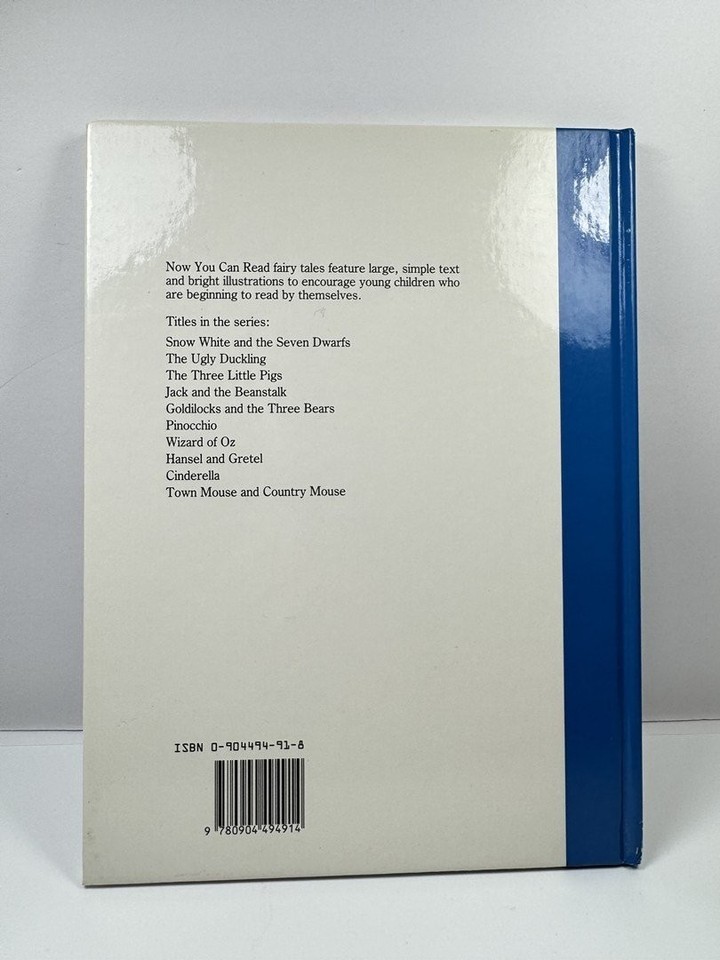 Now You Can Read fairy tales feature large, simple text
and bright illustrations to encourage young children who
are beginning to read by themselves.
Titles in the series:
Snow White and the Seven Dwarfs
The Ugly Duckling
The Three Little Pigs
Jack and the Beanstalk
Goldilocks and the Three Bears
Pinocchio
Wizard of Oz
Hansel and Gretel
Cinderella
Town Mouse and Country Mouse
ISBN 0-904494-91-8
9 780904 494914